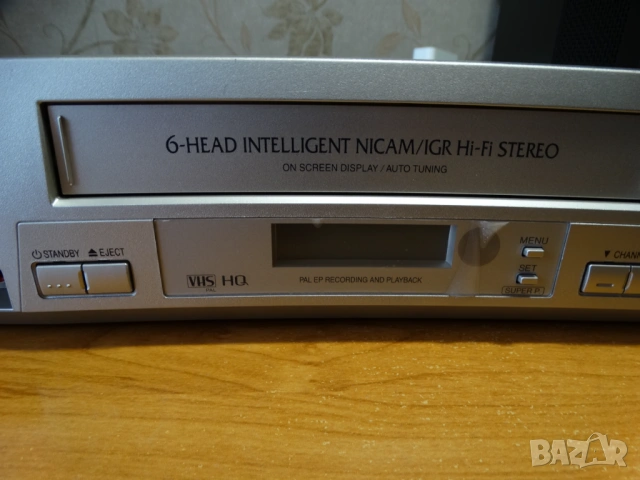 6-HEAD INTELLIGENT NICAM/IGR Hi-Fi STEREO
ON SCREEN DISPLAY / AUTO TUNING
STANDBY EJECT
MENU
CHANN
VHS HQ
PAL EP RECORDING AND PLAYBACK
SET
SUPER P.
BAZAR